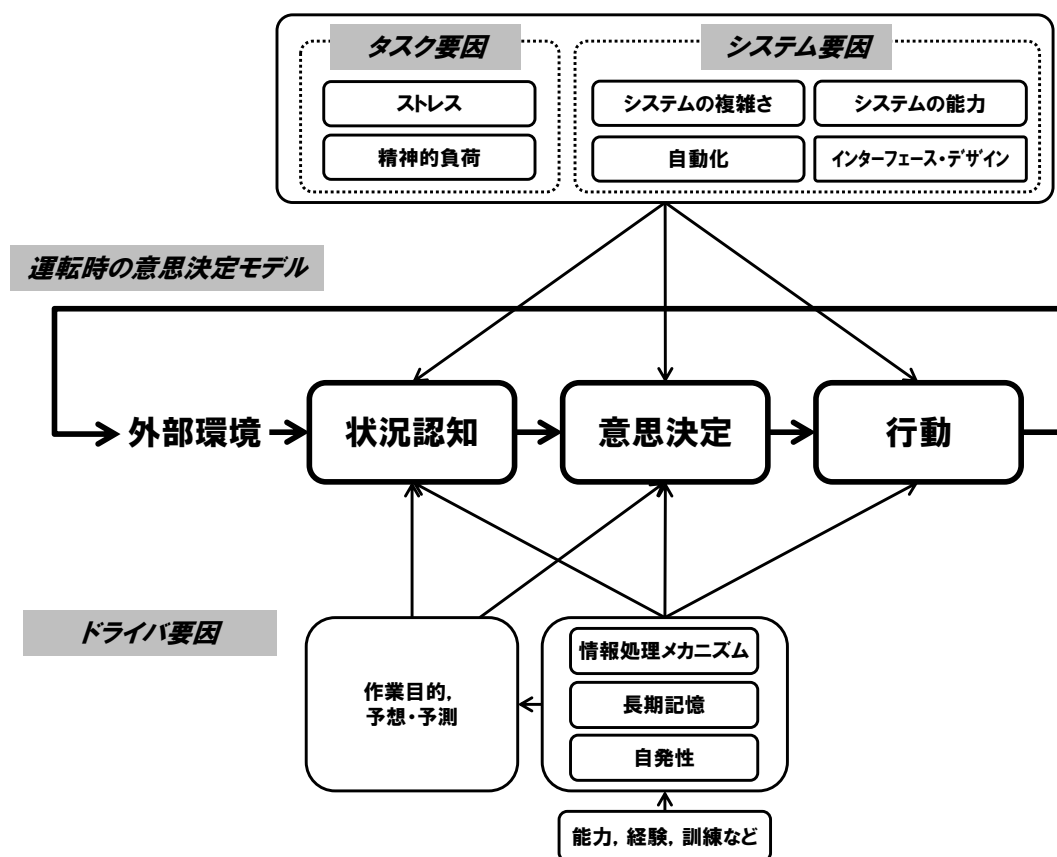 タスク要因
システム要因
ストレス
システムの複雑さ
システムの能力
精神的負荷
自動化
インターフェース・デザイン
運転時の意思決定モデル
外部環境
状況認知
意思決定
行動
ドライバ要因
作業目的,
予想・予測
情報処理メカニズム
長期記憶
自発性
能力, 経験, 訓練など